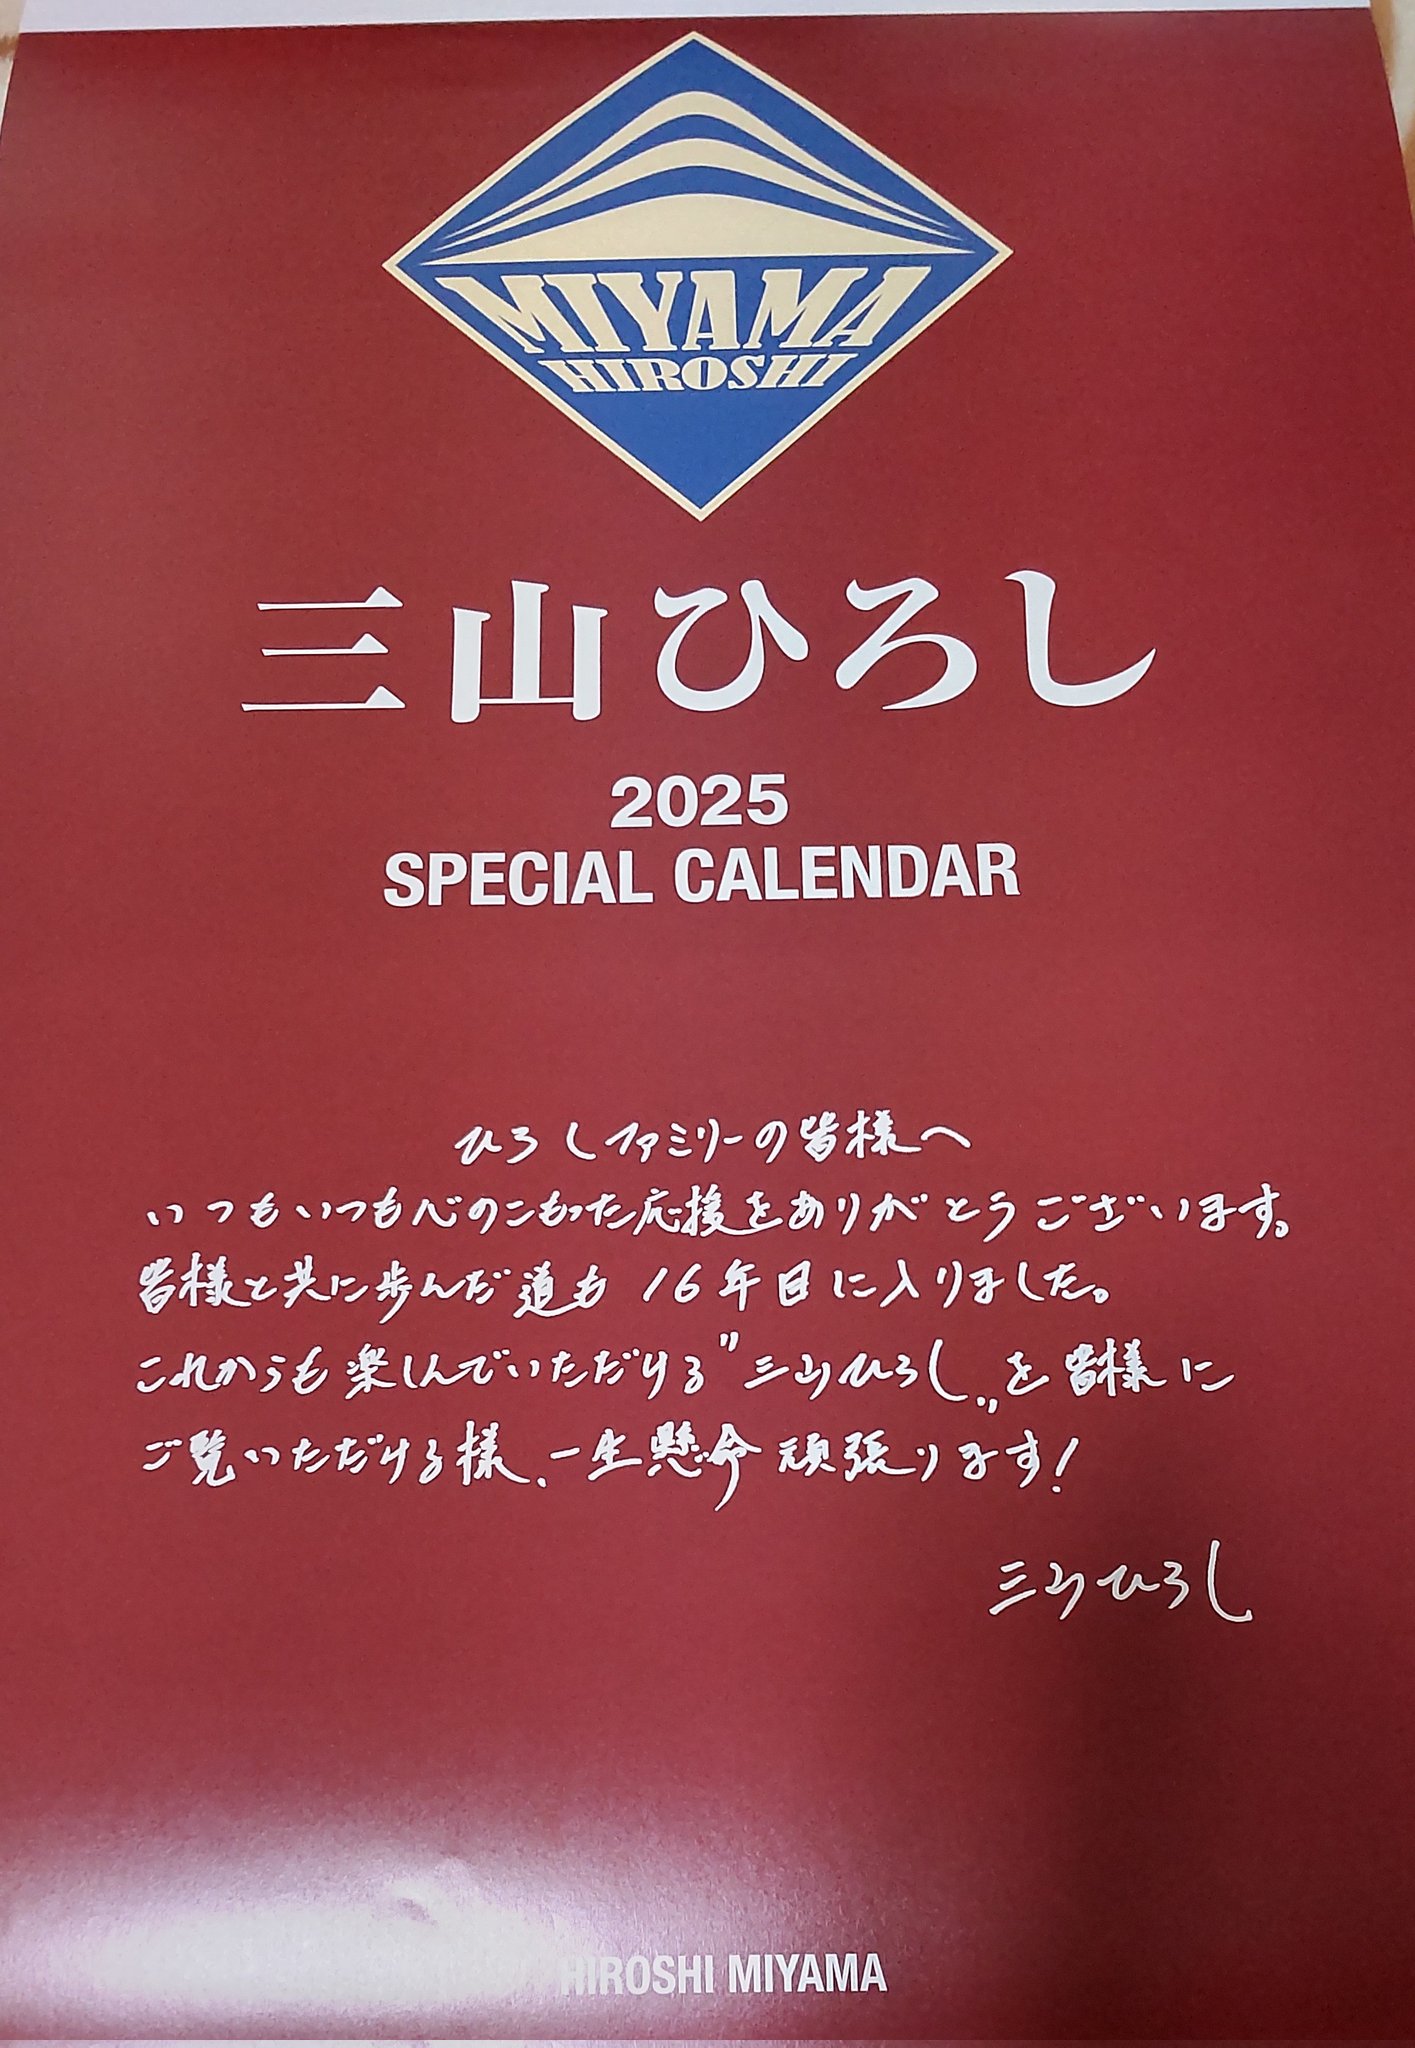 MIYAMA
HIROSHI
三山ひろし
2025
SPECIAL CALENDAR
ひろしファミリーの皆様へ
いつもいつも心のこもった応援をありがとうございます。
皆様と共に歩んだ道も16年目に入りました。
これからも楽しんでいただける"三山ひろし"を皆様に
ご覧いただける様、一生懸命頑張ります!
三山ひろし
HIROSHI MIYAMA